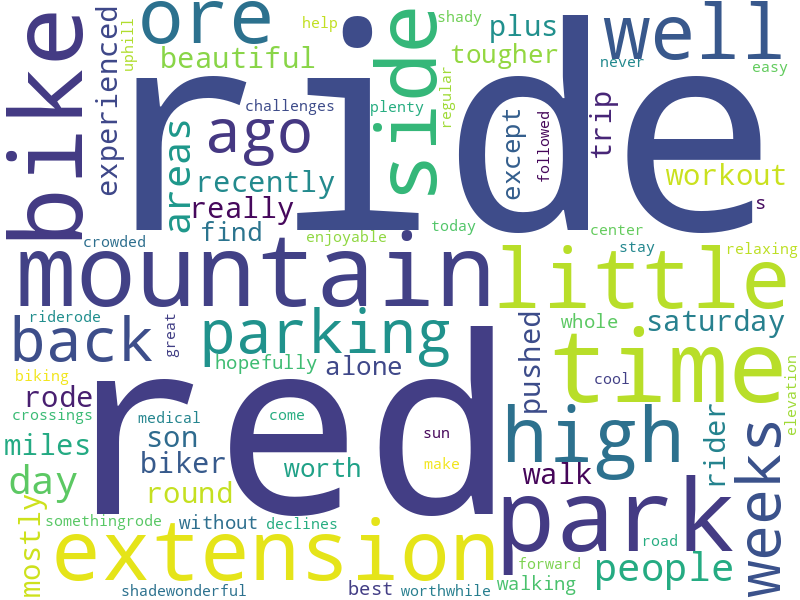 ride
red
bike
ore
side
plus
well
shady
help
uphill
experienced
beautiful
tougher
never
easy
challenges
plenty
regular
ago
areas
recently
really
find
except
followed
trip
workout
s
crowded
enjoyable
today
center
stay
relaxing
mountain
little
riderode
back
great
parking
whole
saturday
pushed
hopefully
alone
time
cool
elevation
biking
rode
crossings
medical
come
sun
make
son
miles
biker
worth
high
walk
rider
weeks
day
round
mostly
somethingrode
without
declines
park
road
extension
forward
people
walking
shadewonderful
best
worthwhile